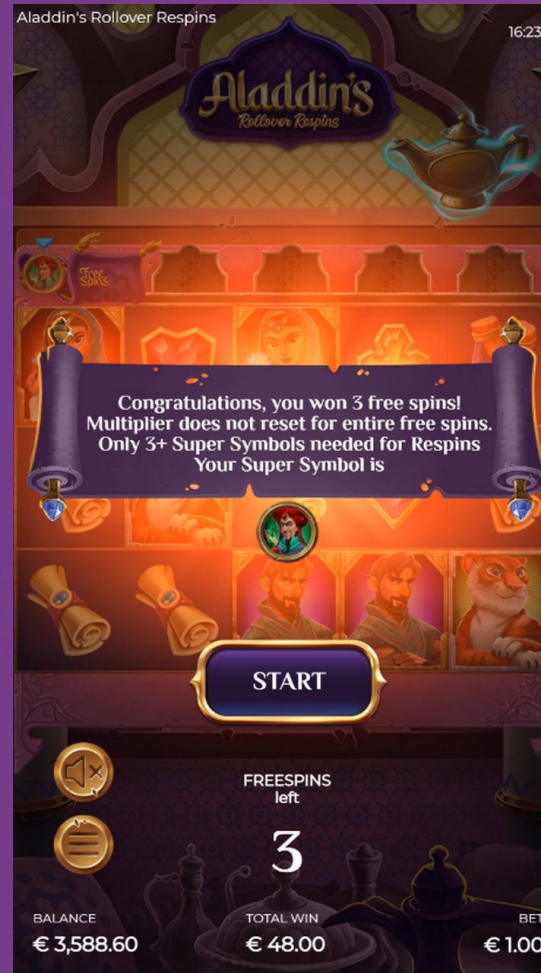 Aladdin's Rollover Respins
16:23
Aladdin's
Rollover Respins
Free
Spins
Congratulations, you won 3 free spins!
Multiplier does not reset for entire free spins.
Only 3+ Super Symbols needed for Respins
Your Super Symbol is
START
FREESPINS
left
3
BALANCE
TOTAL WIN
BET
€ 3,588.60
€ 48.00
€ 1.00